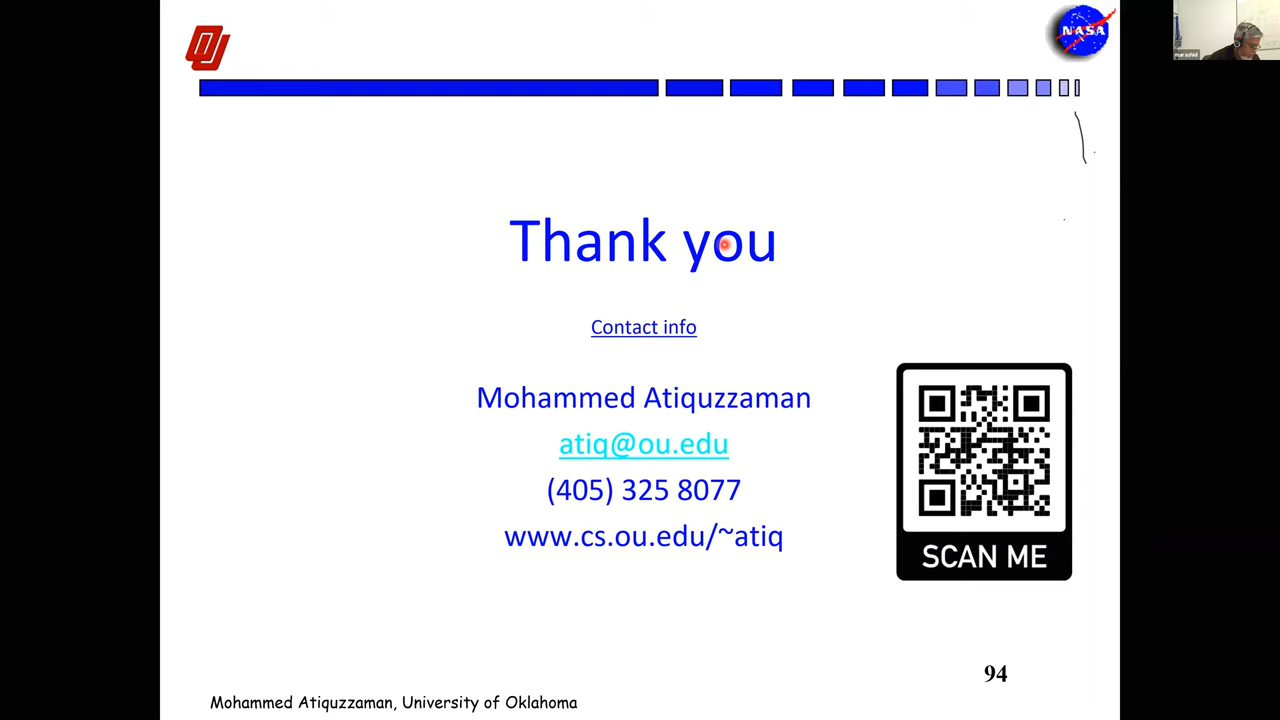 NASA
marashid
Thank you
Contact info
Mohammed Atiquzzaman
atiq@ou.edu
(405) 325 8077
www.cs.ou.edu/~atiq
SCAN ME
94
Mohammed Atiquzzaman, University of Oklahoma